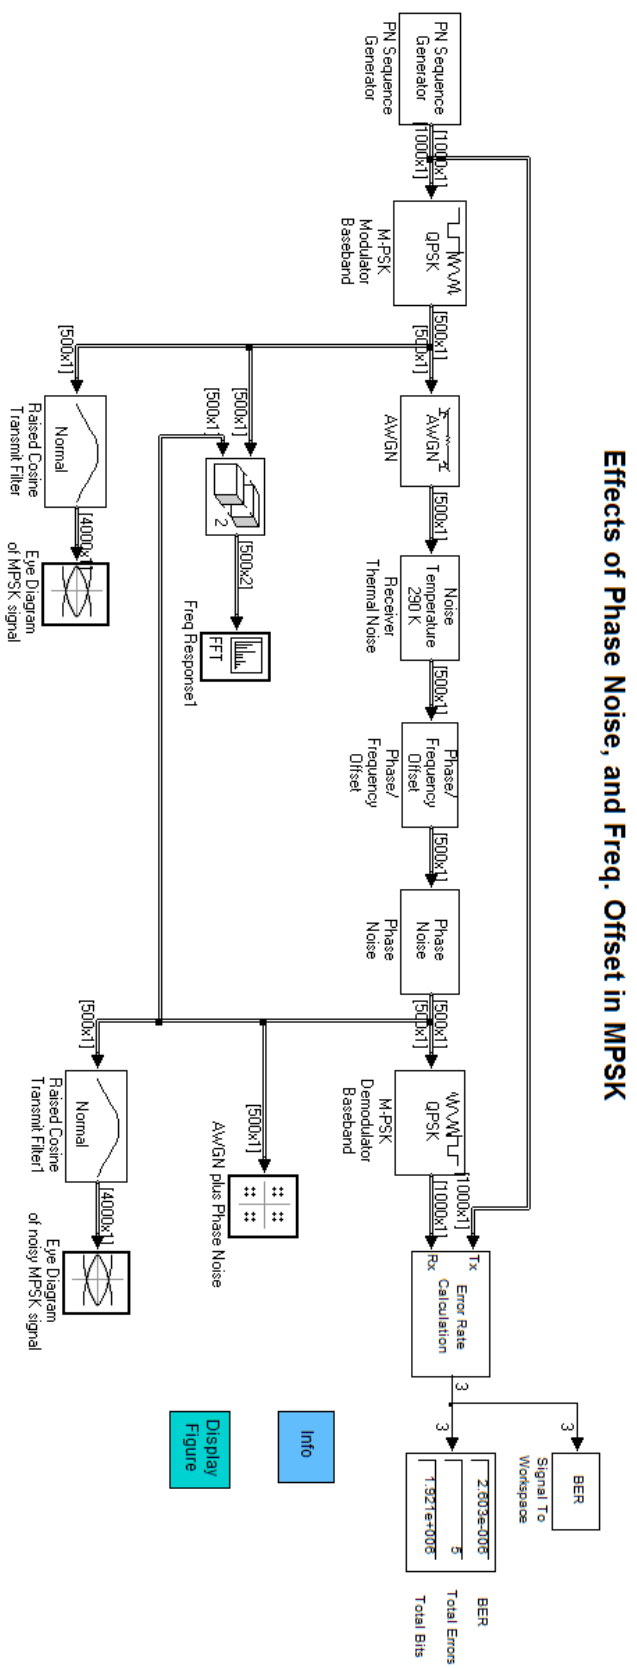 Effects of Phase Noise, and Freq. Offset in MPSK
PN Sequence
Generator
PN Sequence
Generator
[1000x1]
[1000x1]
QPSK
M-PSK
Modulator
Baseband
[500x1]
[500x1]
AWGN
AWGN
[500x1]
Noise
Temperature
290 K
Receiver
Thermal Noise
[500x1]
Phase/
Frequency
Offset
Phase/
Frequency
Offset
[500x1]
Phase
Noise
Phase
Noise
[500x1]
[500x1]
QPSK
M-PSK
Demodulator
Baseband
[1000x1]
[1000x1]
Tx
Rx
Error Rate
Calculation
3
3
3
BER
Signal To
Workspace
2.603e-006
5
1.921e+006
BER
Total Errors
Total Bits
[500x1]
[500x1]
2
[500x2]
FFT
Freq Response1
[500x1]
AWGN plus Phase Noise
Info
Display
Figure
[500x1]
Normal
Raised Cosine
Transmit Filter
[4000x1]
Eye Diagram
of MPSK signal
[500x1]
Normal
Raised Cosine
Transmit Filter1
[4000x1]
Eye Diagram
of noisy MPSK signal